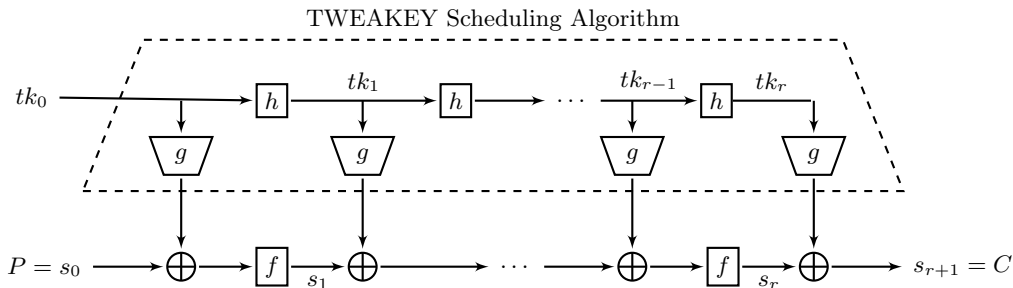 TWEAKEY Scheduling Algorithm
tk₀ h tk₁ h ··· tkᵣ₋₁ h tkᵣ
g g g g
P = s₀ f s₁ ··· f sᵣ sᵣ₊₁ = C